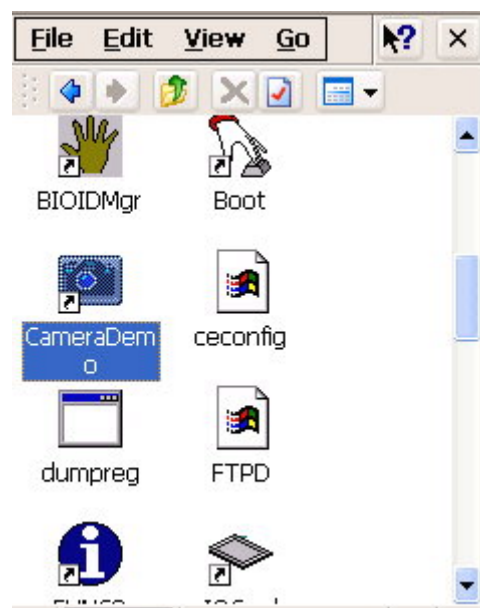 File Edit View Go
BIOIDMgr Boot
CameraDem
o
ceconfig
dumpreg FTPD